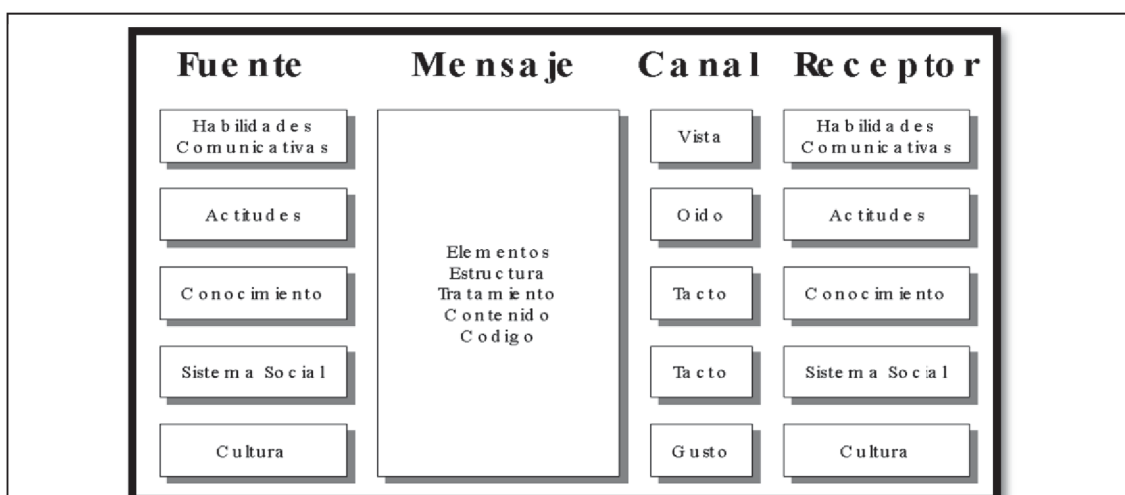 Fuente Mensaje Canal Receptor
Habilidades
Comunicativas
Actitudes
Conocimiento
Sistema Social
Cultura
Elementos
Estructura
Tratamiento
Contenido
Codigo
Vista
Oido
Tacto
Tacto
Gusto
Habilidades
Comunicativas
Actitudes
Conocimiento
Sistema Social
Cultura